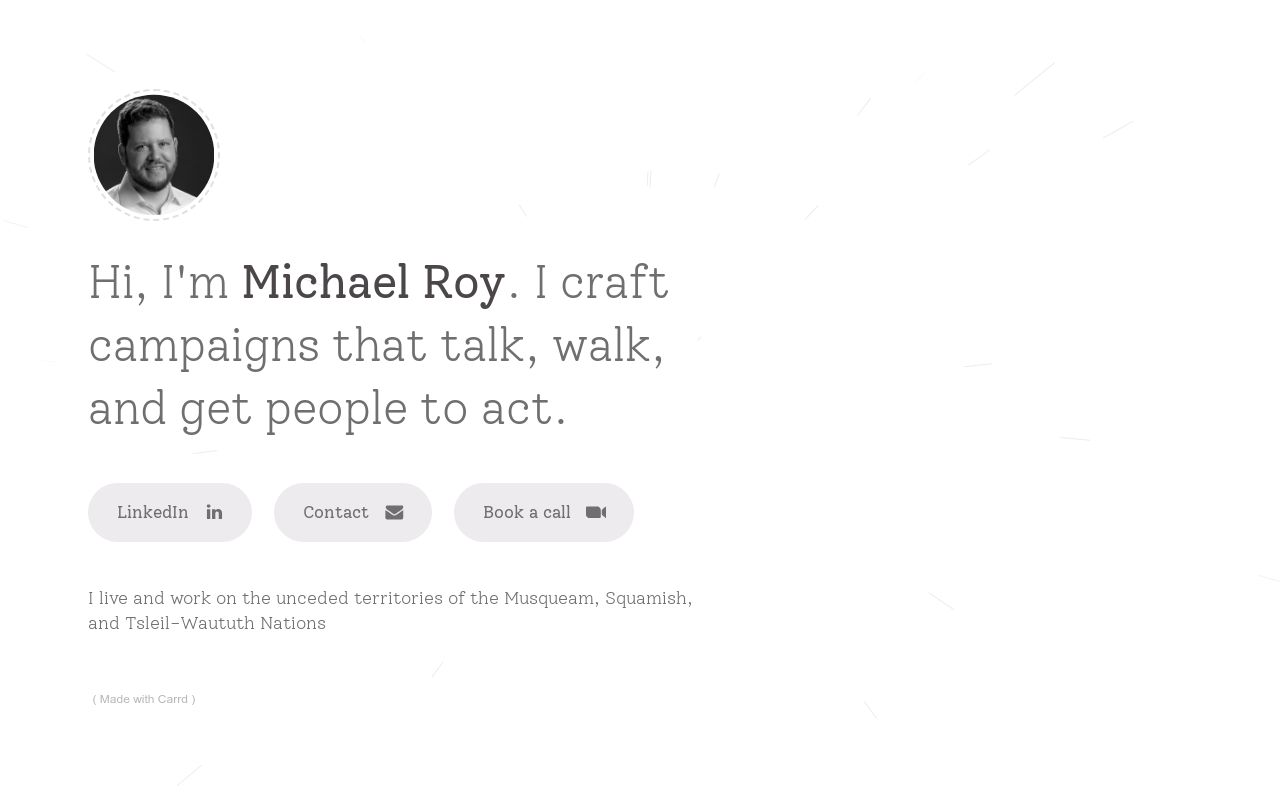 Hi, I'm Michael Roy. I craft
campaigns that talk, walk,
and get people to act.
LinkedIn
Contact
Book a call
I live and work on the unceded territories of the Musqueam, Squamish,
and Tsleil-Waututh Nations
( Made with Carrd )